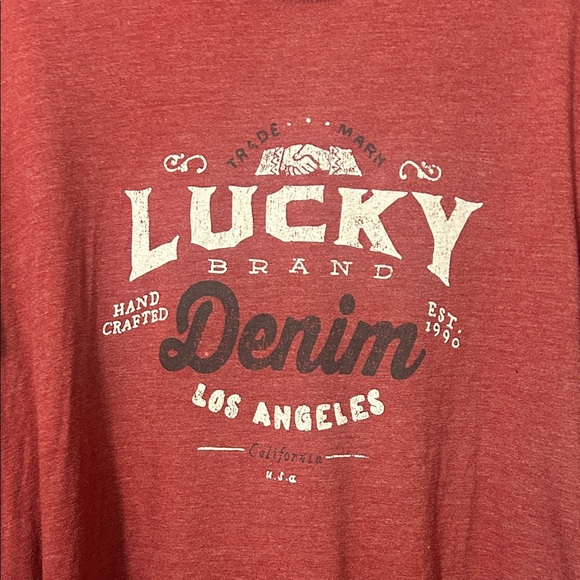 TRADE MARK
LUCKY
BRAND
HAND
CRAFTED
Denim
EST.
1990
LOS ANGELES
California
U.S.a